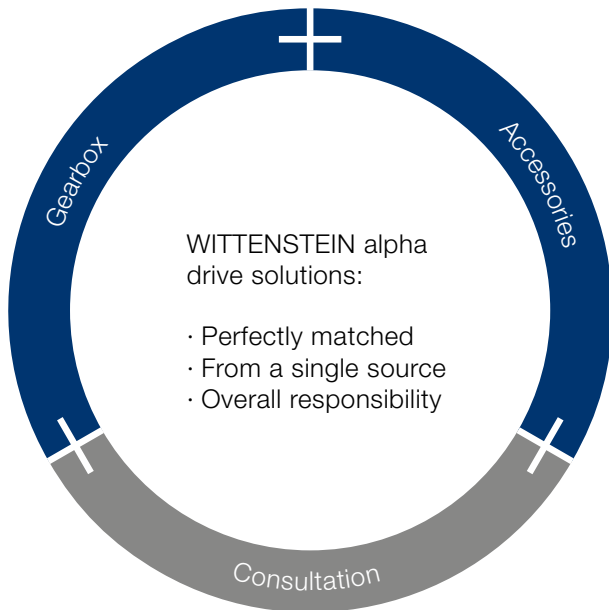 Gearbox
Accessories
WITTENSTEIN alpha
drive solutions:
· Perfectly matched
· From a single source
· Overall responsibility
Consultation